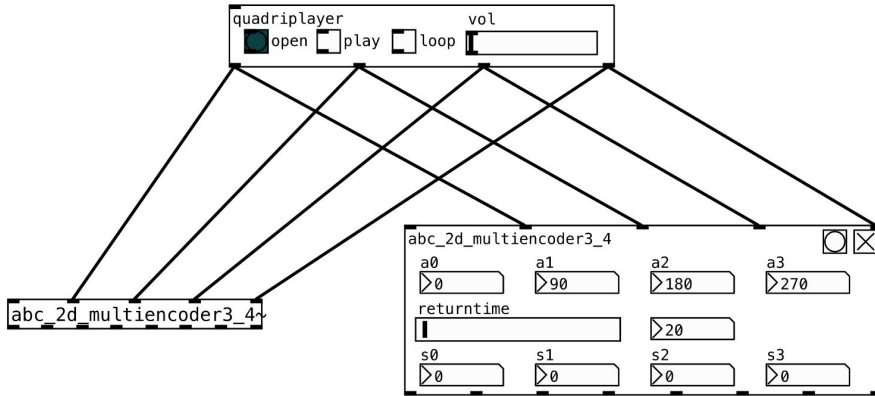 quadriplayer vol
open play loop
abc_2d_multiencoder3_4
a0 a1 a2 a3
0 90 180 270
returntime
20
s0 s1 s2 s3
0 0 0 0
abc_2d_multiencoder3_4~